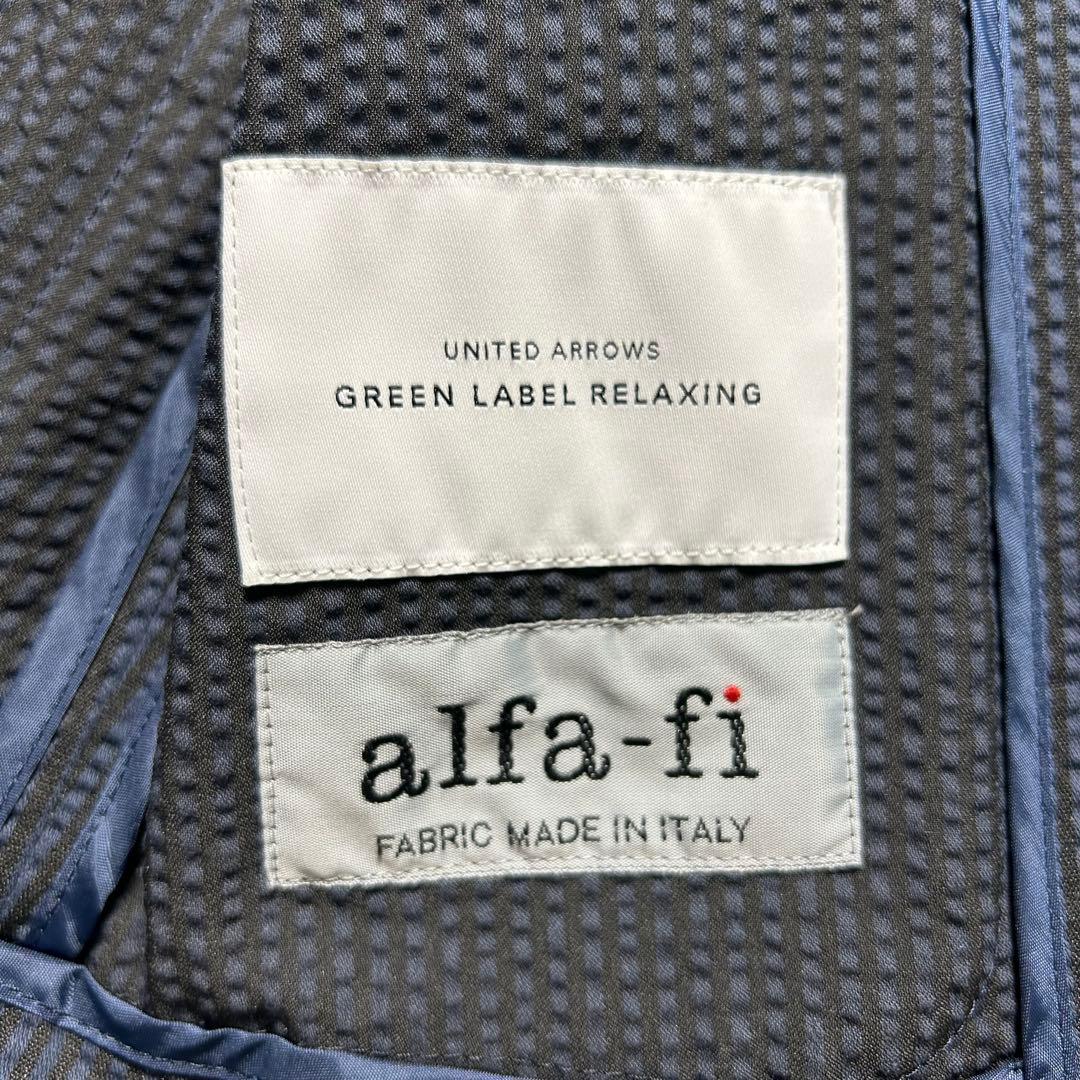 UNITED ARROWS
GREEN LABEL RELAXING
alfa-fi
FABRIC MADE IN ITALY